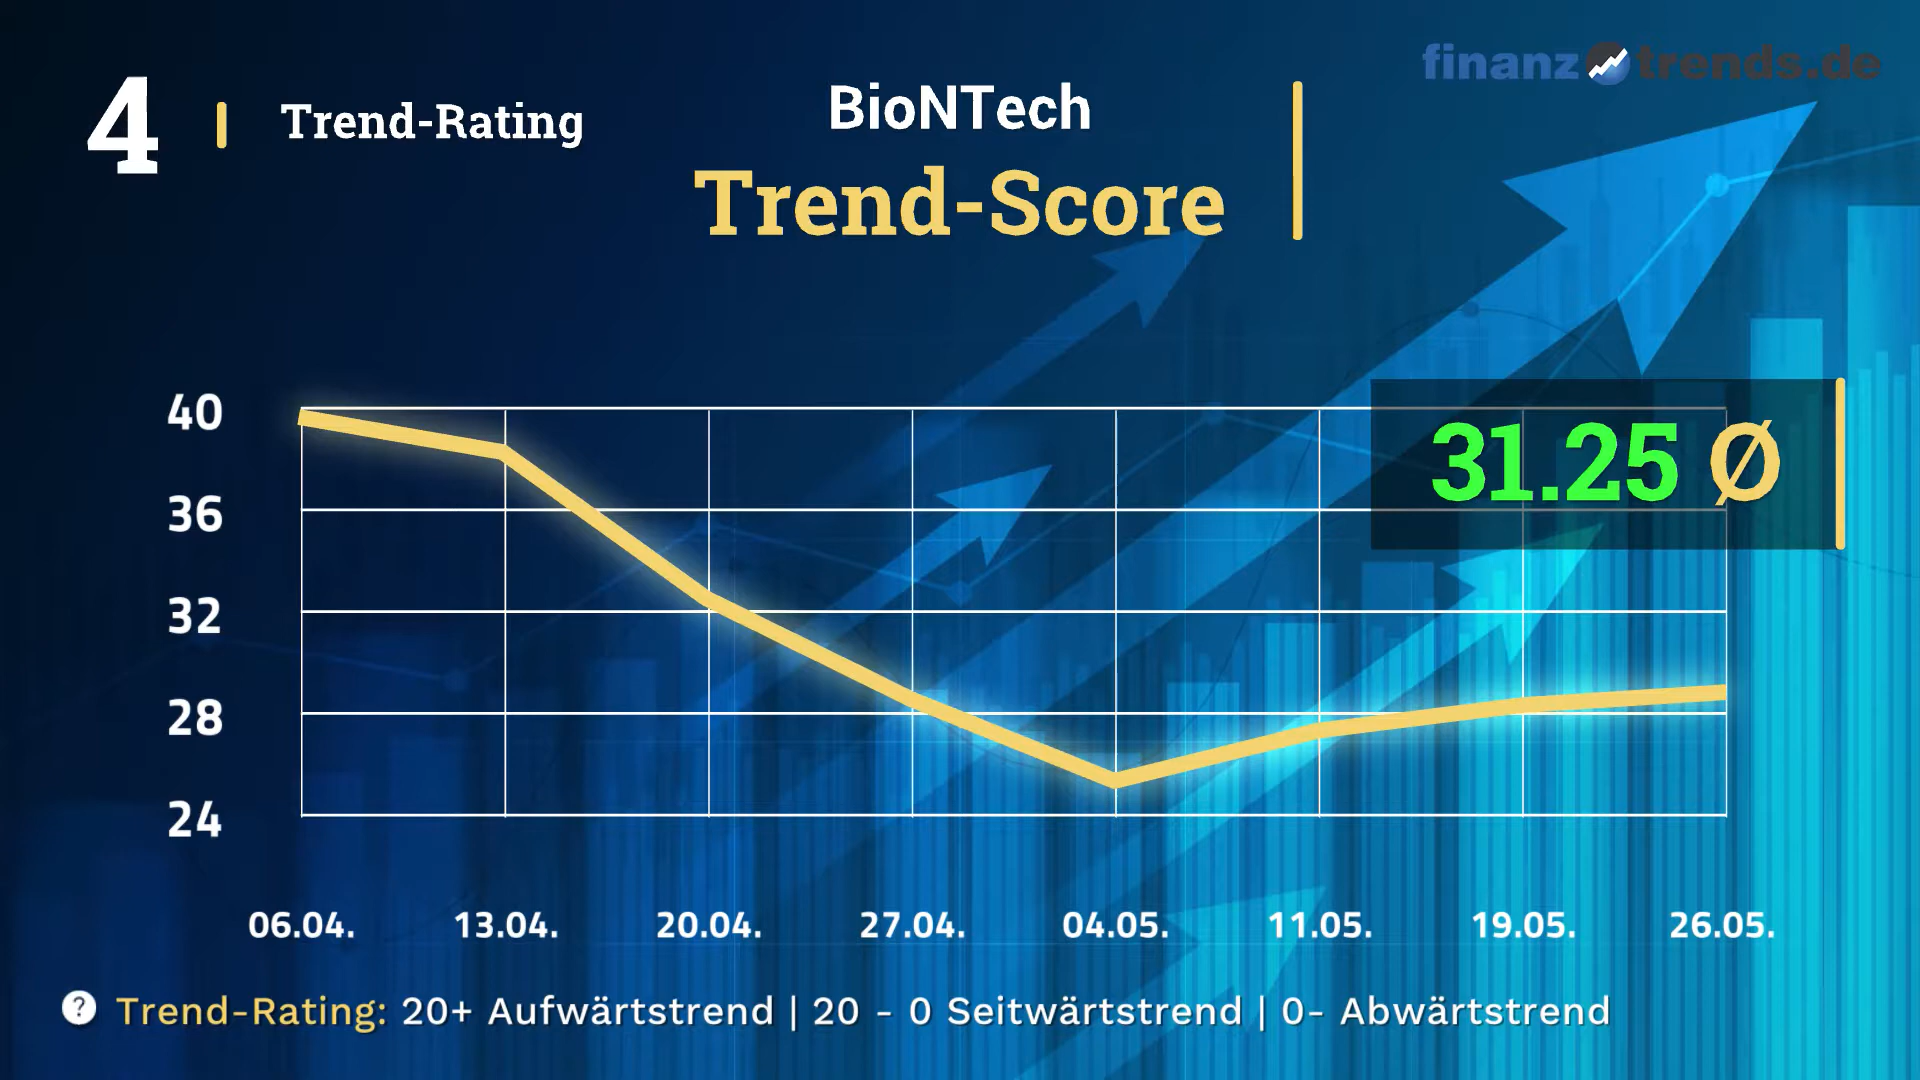 finanztrends.de
4 Trend-Rating
BioNTech
Trend-Score
31.25 Ø
40
36
32
28
24
06.04. 13.04. 20.04. 27.04. 04.05. 11.05. 19.05. 26.05.
? Trend-Rating: 20+ Aufwärtstrend | 20 - 0 Seitwärtstrend | 0- Abwärtstrend